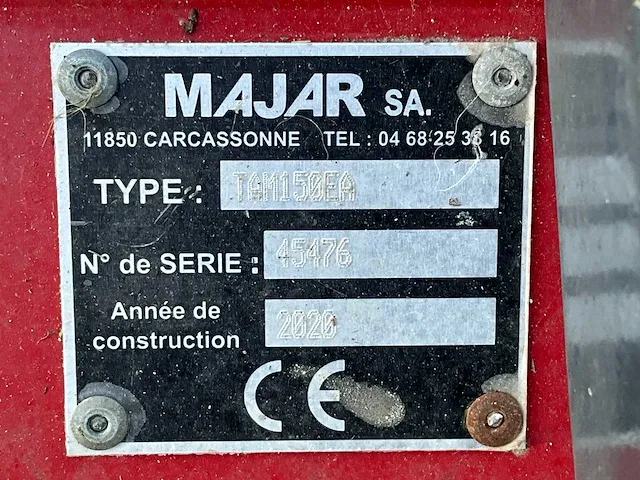 MAJAR SA.
11850 CARCASSONNE TEL : 04 68 25 38 16
TYPE : TAM150EA
N° de SERIE : 45476
Année de
construction 2020
CE